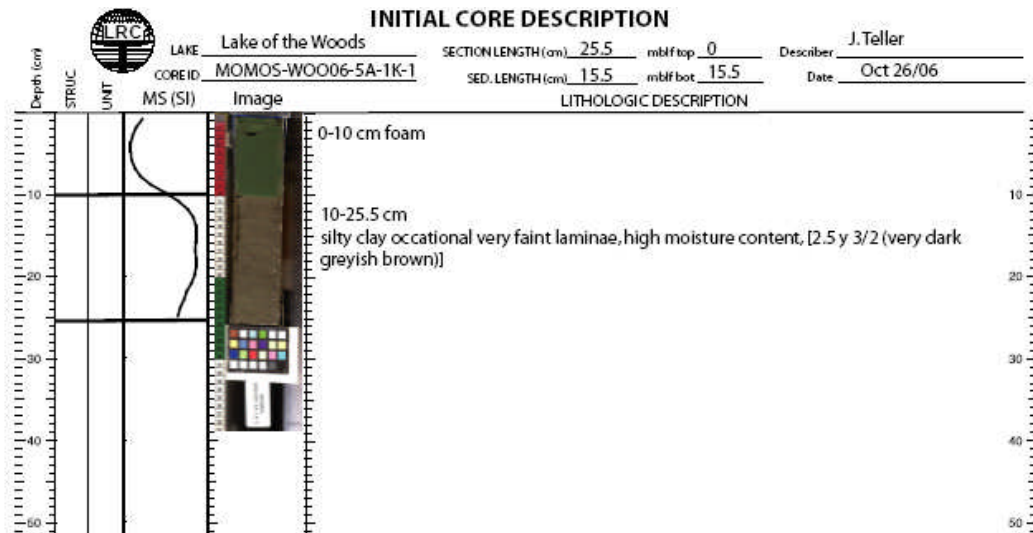 INITIAL CORE DESCRIPTION
LRC
LAKE Lake of the Woods
SECTION LENGTH (cm) 25.5 mblf top 0
Describer J.Teller
CORE ID MOMOS-WOO06-5A-1K-1
SED. LENGTH (cm) 15.5 mblf bot 15.5
Date Oct 26/06
Depth (cm)
STRUC
UNIT
MS (SI)
Image
LITHOLOGIC DESCRIPTION
0-10 cm foam
10 10
10-25.5 cm
silty clay occational very faint laminae, high moisture content, [2.5 y 3/2 (very dark
greyish brown)]
20 20
30 30
40 40
50 50